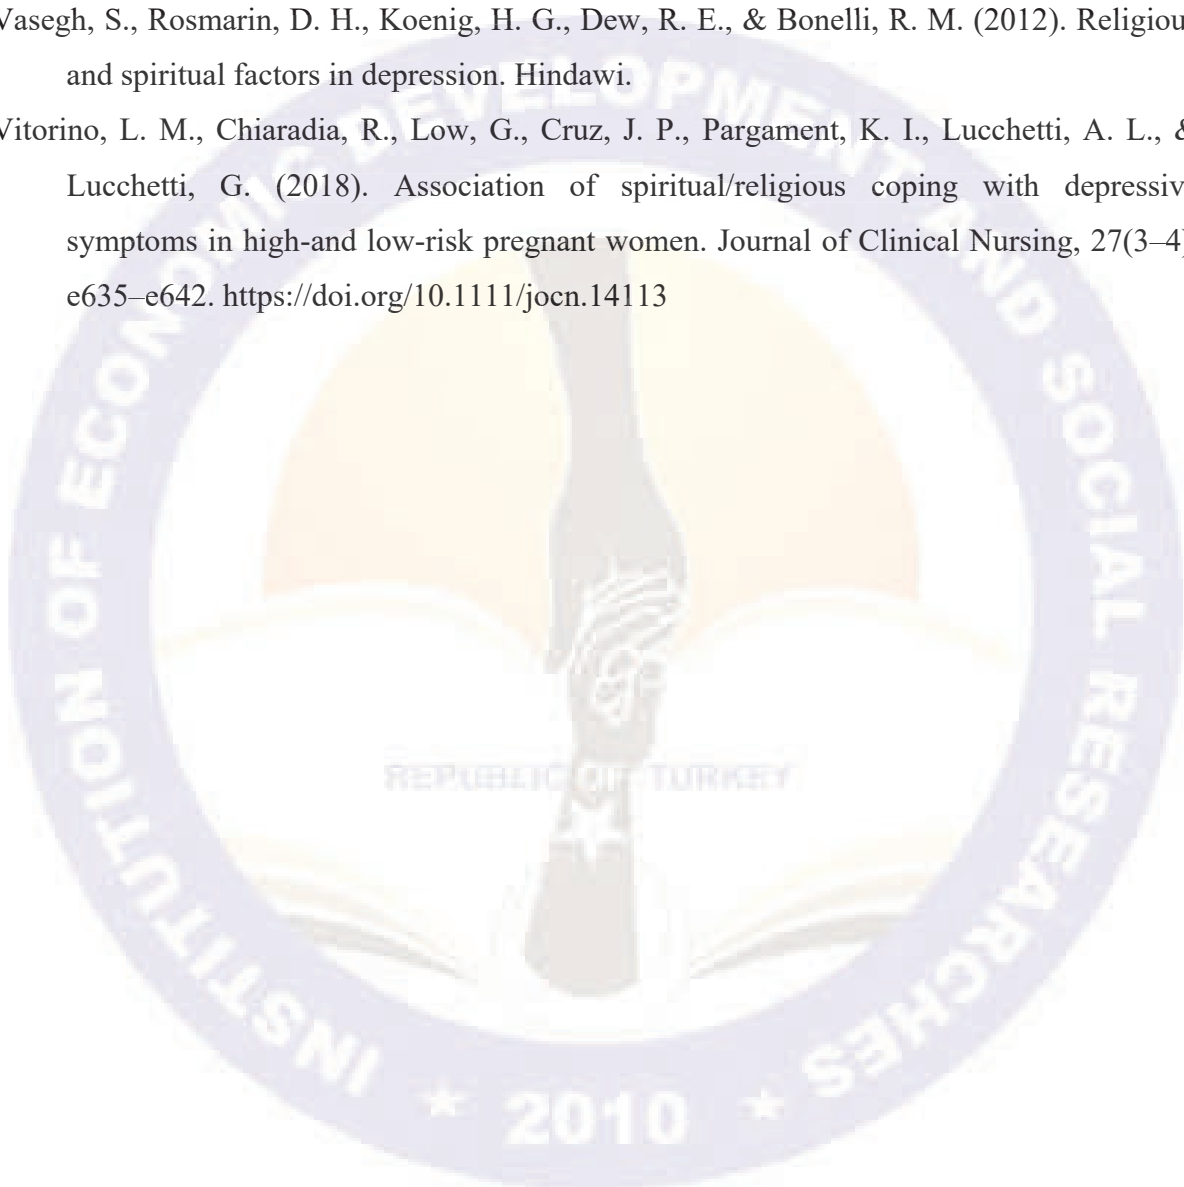 Vasegh, S., Rosmarin, D. H., Koenig, H. G., Dew, R. E., & Bonelli, R. M. (2012). Religiou
and spiritual factors in depression. Hindawi.
Vitorino, L. M., Chiaradia, R., Low, G., Cruz, J. P., Pargament, K. I., Lucchetti, A. L., &
Lucchetti, G. (2018). Association of spiritual/religious coping with depressiv
symptoms in high-and low-risk pregnant women. Journal of Clinical Nursing, 27(3–4)
e635–e642. https://doi.org/10.1111/jocn.14113
INSTITUTION OF ECONOMIC DEVELOPMENT AND SOCIAL RESEARCHES
REPUBLIC OF TURKEY
2010